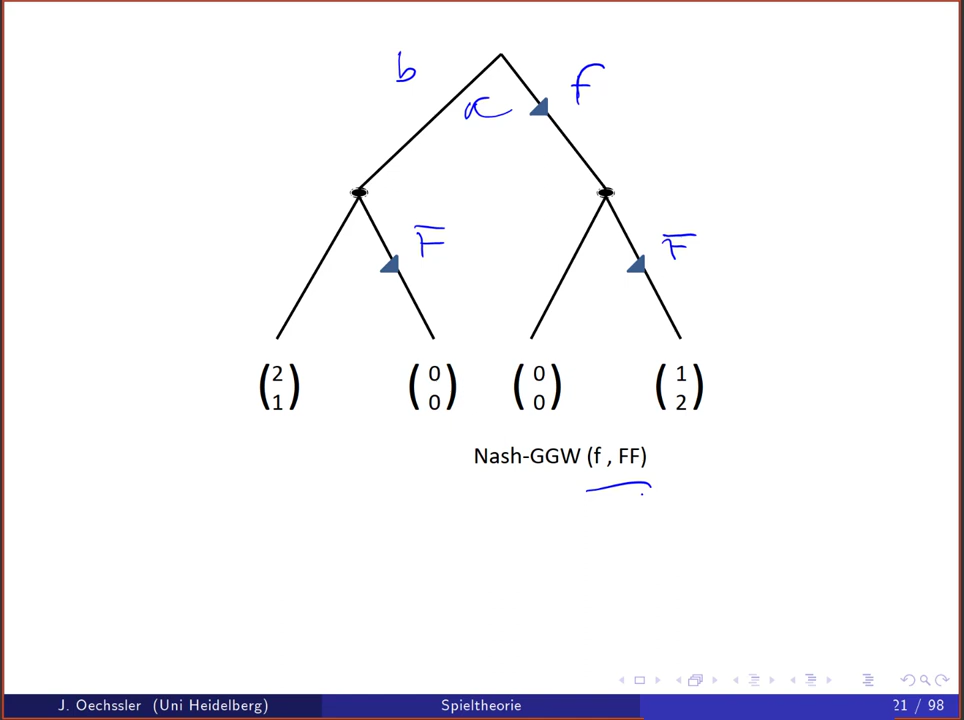 b
f
a
F
F
2 0 0 1
1 0 0 2
Nash-GGW (f , FF)
J. Oechssler (Uni Heidelberg) Spieltheorie 21 / 98